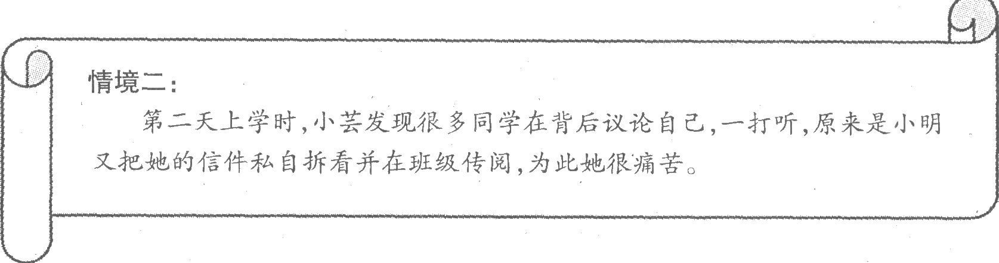 情境二:
第二天上学时,小芸发现很多同学在背后议论自己,一打听,原来是小明
又把她的信件私自拆看并在班级传阅,为此她很痛苦。